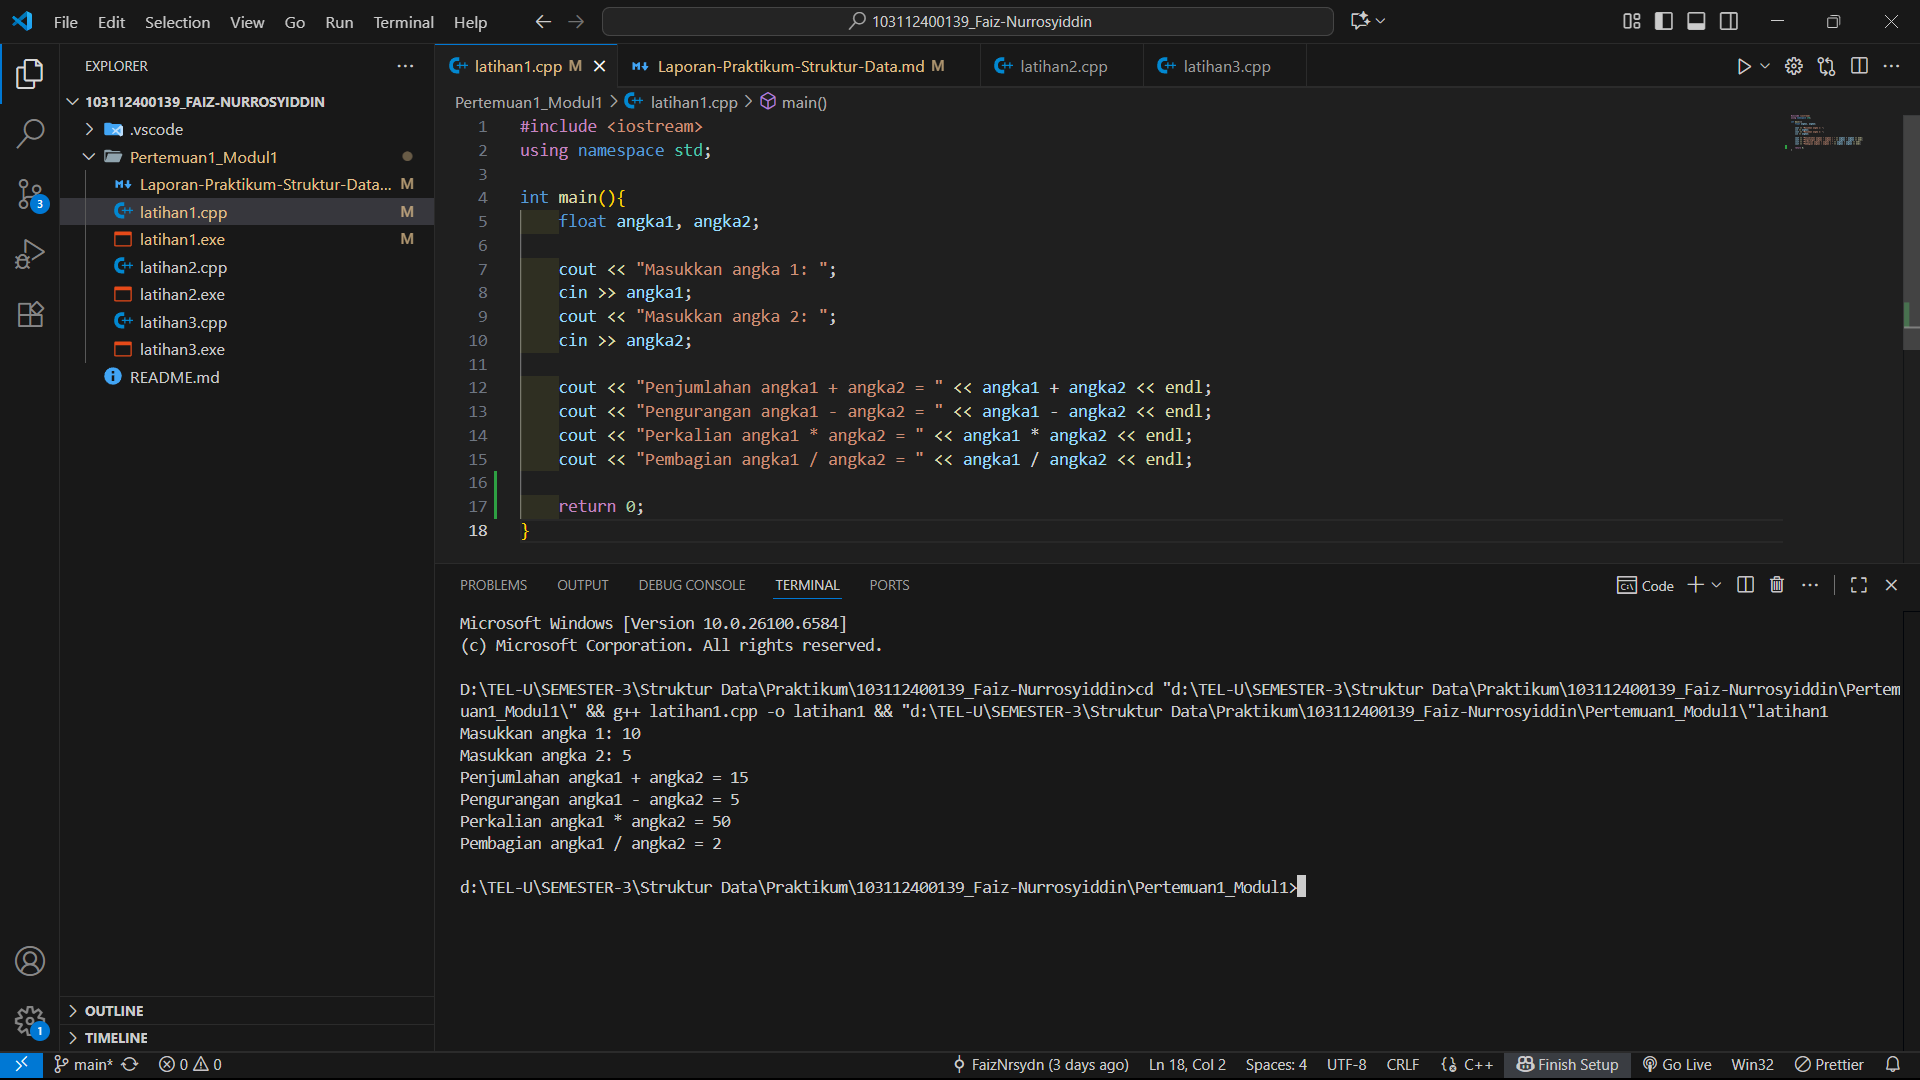 File Edit Selection View Go Run Terminal Help
103112400139_Faiz-Nurrosyiddin
EXPLORER
103112400139_FAIZ-NURROSYIDDIN
.vscode
Pertemuan1_Modul1
Laporan-Praktikum-Struktur-Data... M
latihan1.cpp M
latihan1.exe M
latihan2.cpp
latihan2.exe
latihan3.cpp
latihan3.exe
README.md
3
OUTLINE
TIMELINE
1
latihan1.cpp M
Laporan-Praktikum-Struktur-Data.md M
latihan2.cpp
latihan3.cpp
Pertemuan1_Modul1 > latihan1.cpp > main()
1 #include <iostream>
2 using namespace std;
3
4 int main(){
5 float angka1, angka2;
6
7 cout << "Masukkan angka 1: ";
8 cin >> angka1;
9 cout << "Masukkan angka 2: ";
10 cin >> angka2;
11
12 cout << "Penjumlahan angka1 + angka2 = " << angka1 + angka2 << endl;
13 cout << "Pengurangan angka1 - angka2 = " << angka1 - angka2 << endl;
14 cout << "Perkalian angka1 * angka2 = " << angka1 * angka2 << endl;
15 cout << "Pembagian angka1 / angka2 = " << angka1 / angka2 << endl;
16
17 return 0;
18 }
PROBLEMS OUTPUT DEBUG CONSOLE TERMINAL PORTS
Code
Microsoft Windows [Version 10.0.26100.6584]
(c) Microsoft Corporation. All rights reserved.
D:\TEL-U\SEMESTER-3\Struktur Data\Praktikum\103112400139_Faiz-Nurrosyiddin>cd "d:\TEL-U\SEMESTER-3\Struktur Data\Praktikum\103112400139_Faiz-Nurrosyiddin\Pertem
uan1_Modul1\" && g++ latihan1.cpp -o latihan1 && "d:\TEL-U\SEMESTER-3\Struktur Data\Praktikum\103112400139_Faiz-Nurrosyiddin\Pertemuan1_Modul1\"latihan1
Masukkan angka 1: 10
Masukkan angka 2: 5
Penjumlahan angka1 + angka2 = 15
Pengurangan angka1 - angka2 = 5
Perkalian angka1 * angka2 = 50
Pembagian angka1 / angka2 = 2
d:\TEL-U\SEMESTER-3\Struktur Data\Praktikum\103112400139_Faiz-Nurrosyiddin\Pertemuan1_Modul1>
main* 0 0 FaizNrsydn (3 days ago) Ln 18, Col 2 Spaces: 4 UTF-8 CRLF {} C++ Finish Setup Go Live Win32 Prettier